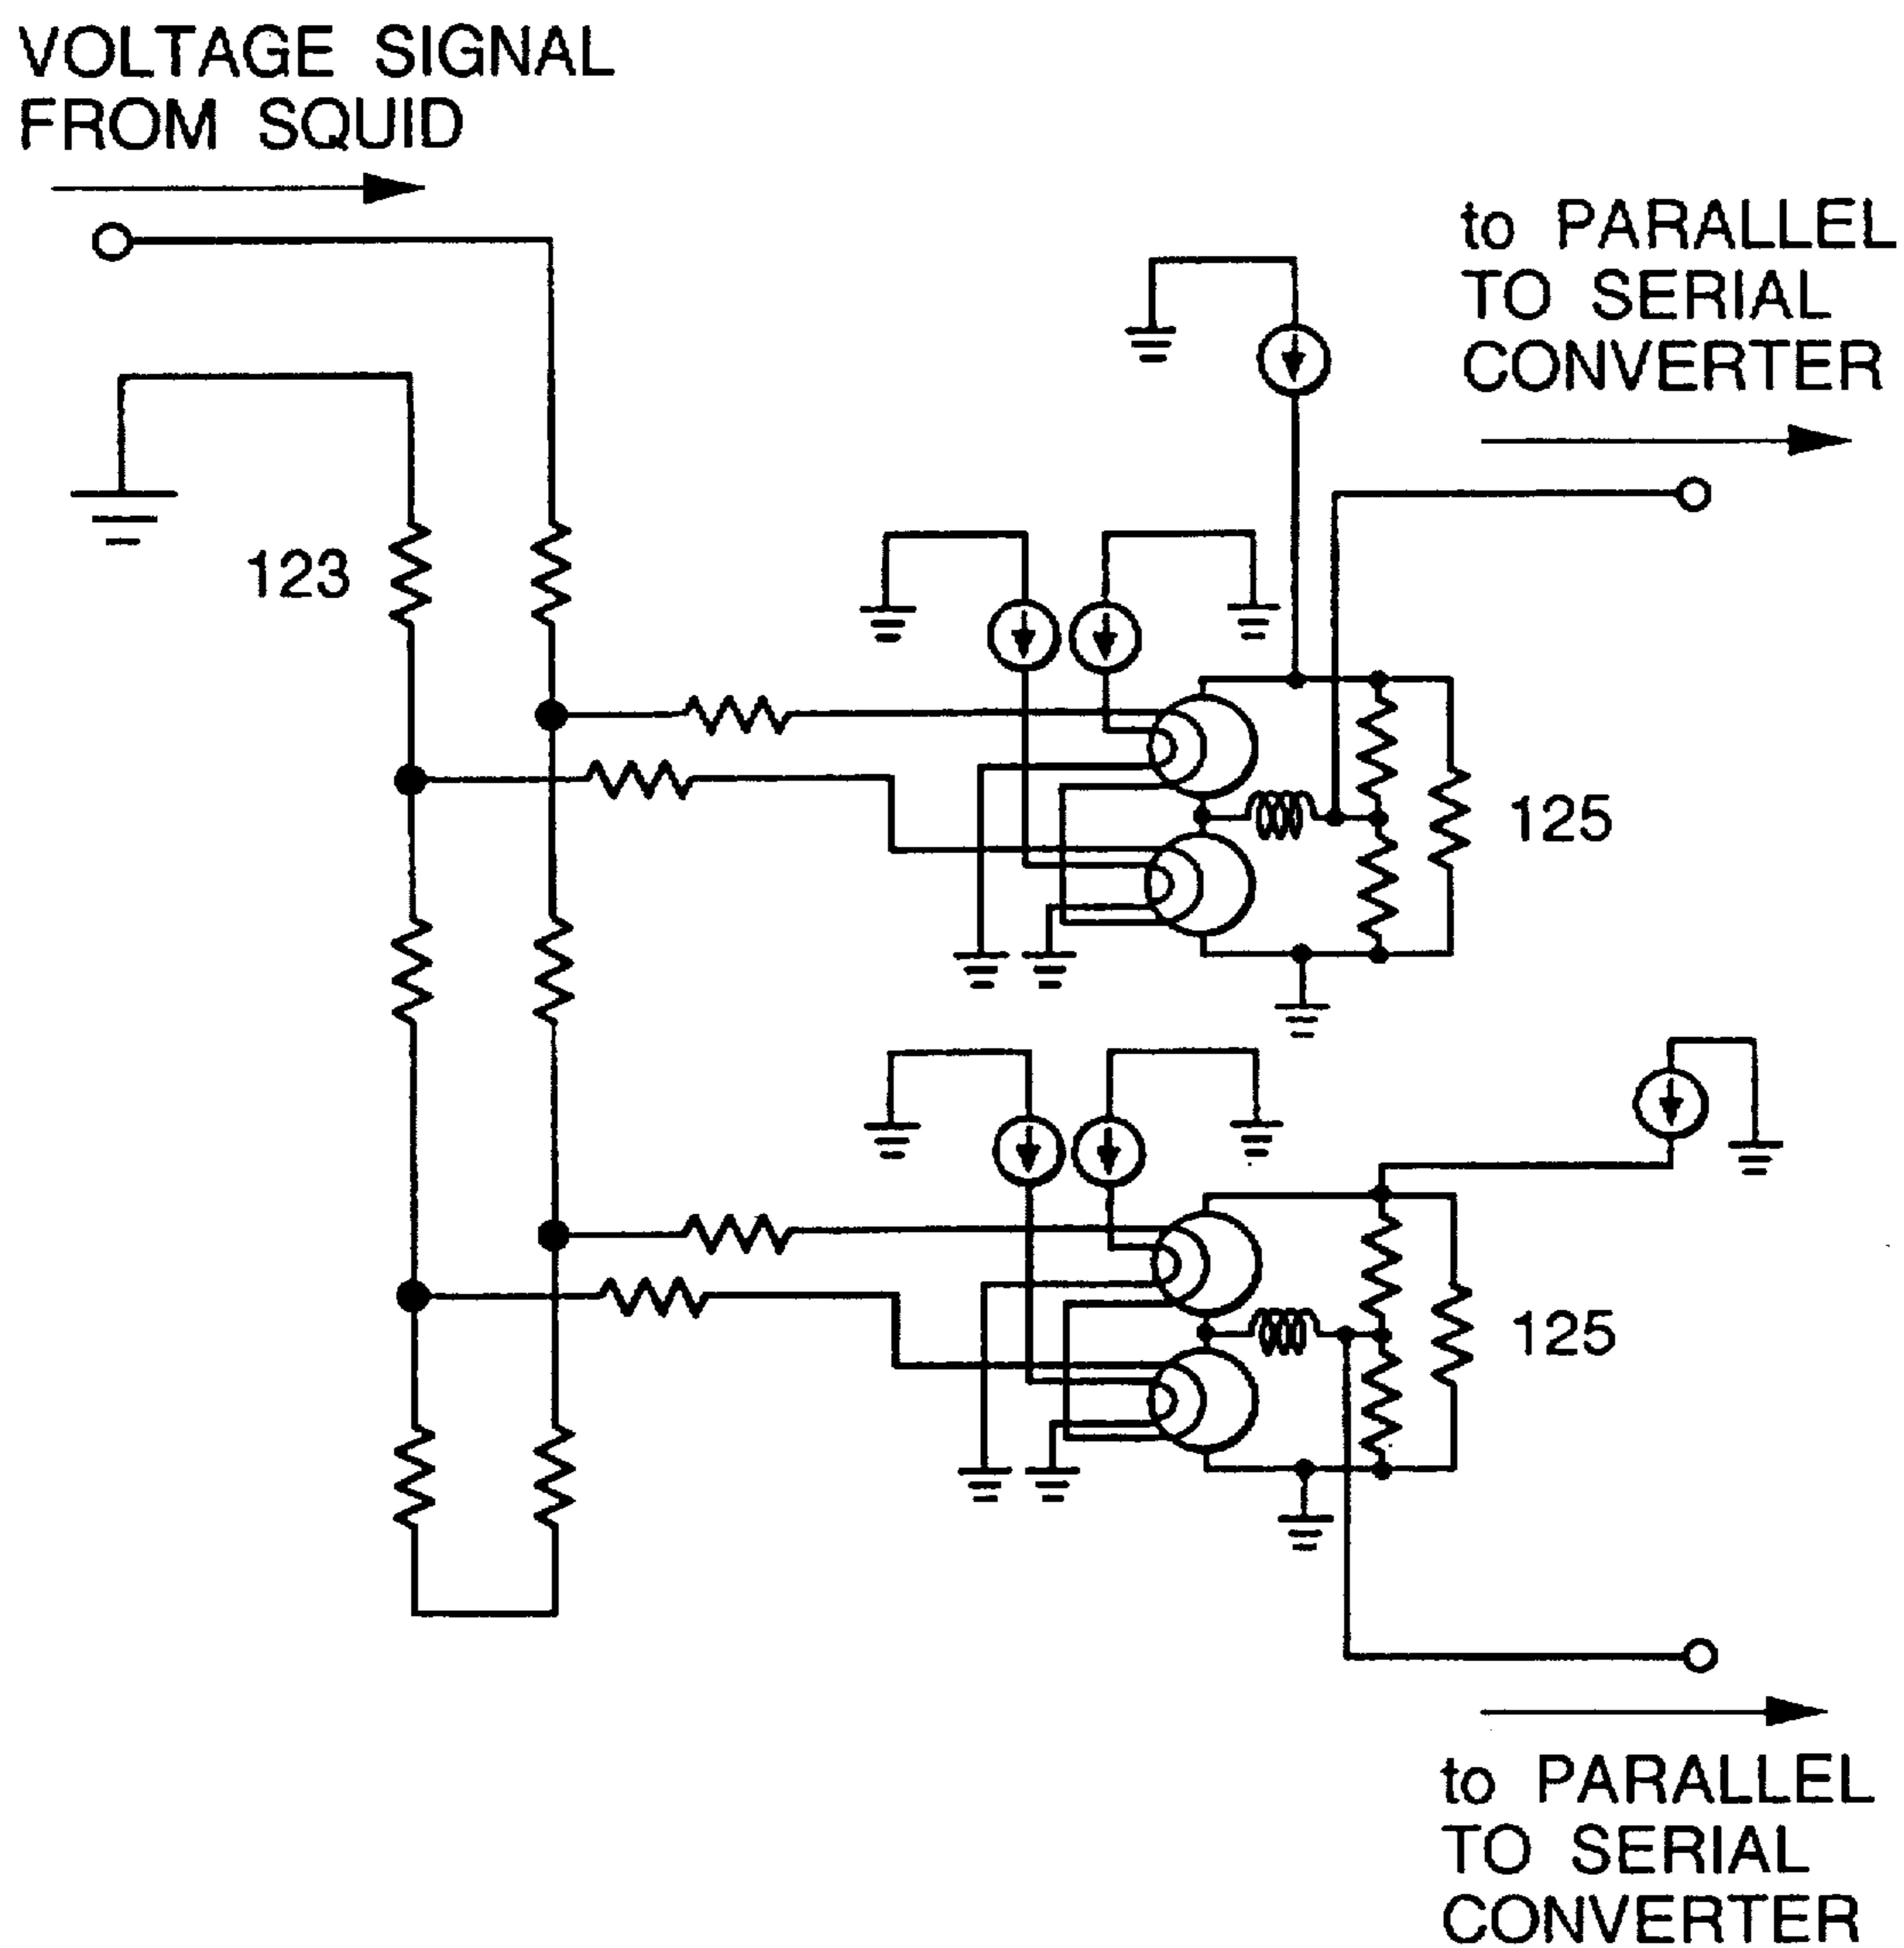 VOLTAGE SIGNAL
FROM SQUID
to PARALLEL
TO SERIAL
CONVERTER
123
125
125
to PARALLEL
TO SERIAL
CONVERTER